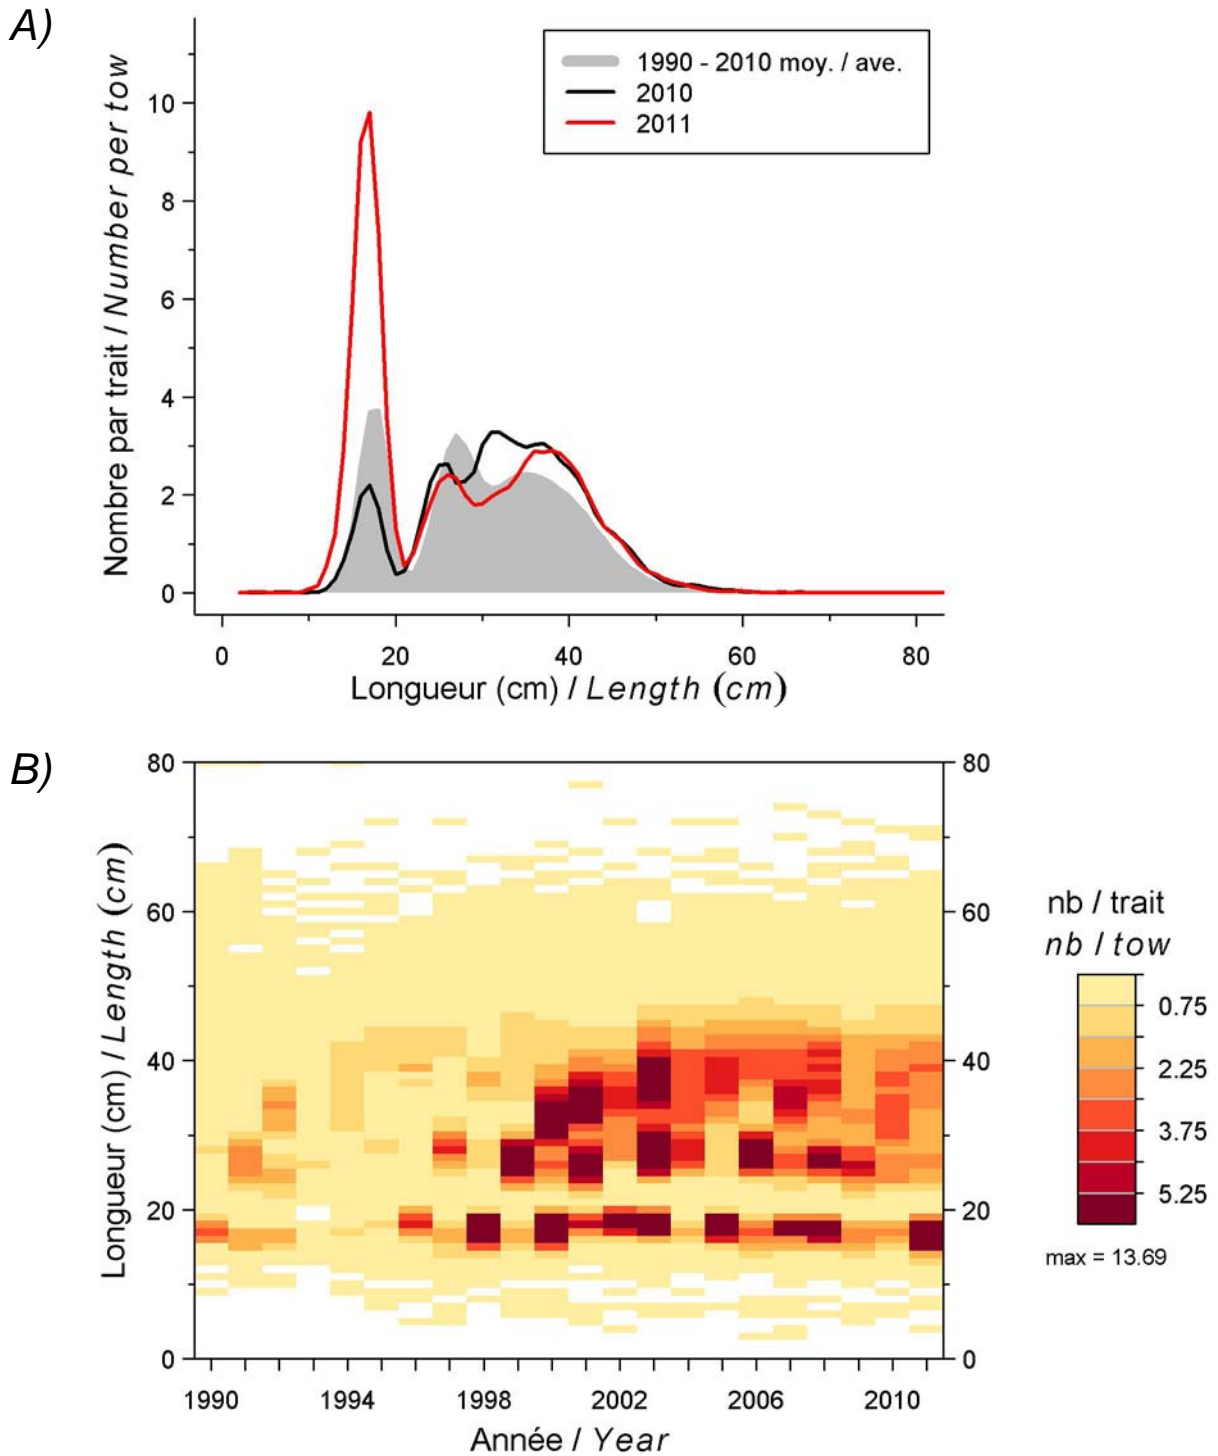 A)
Nombre par trait / Number per tow
10
8
6
4
2
0
1990 - 2010 moy. / ave.
2010
2011
0 20 40 60 80
Longueur (cm) / Length (cm)
B)
Longueur (cm) / Length (cm)
80
60
40
20
0
80
60
40
20
0
nb / trait
nb / tow
0.75
2.25
3.75
5.25
max = 13.69
1990 1994 1998 2002 2006 2010
Année / Year